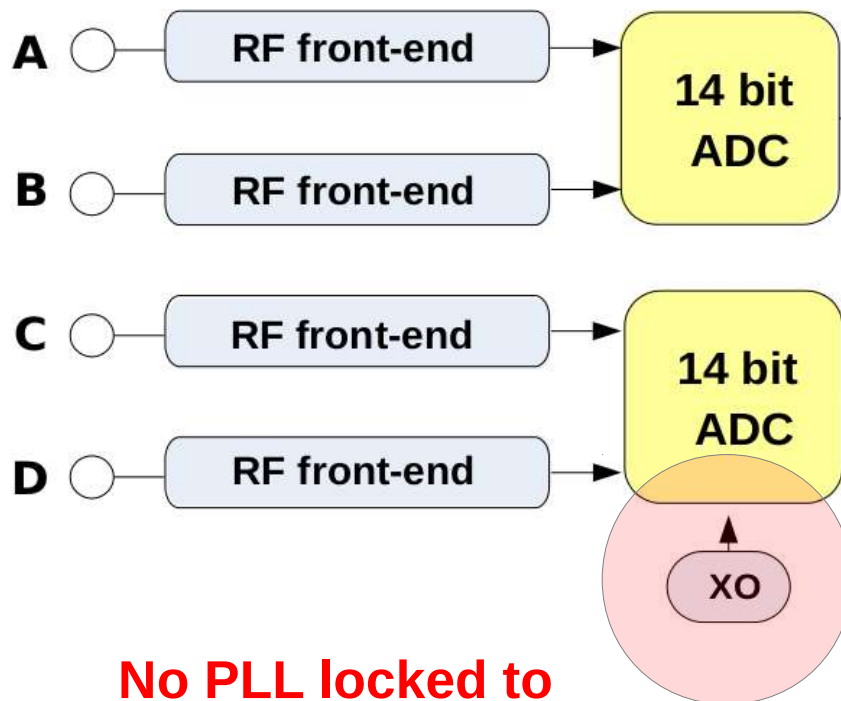 A RF front-end
14 bit
ADC
B RF front-end
C RF front-end
14 bit
ADC
D RF front-end
XO
No PLL locked to